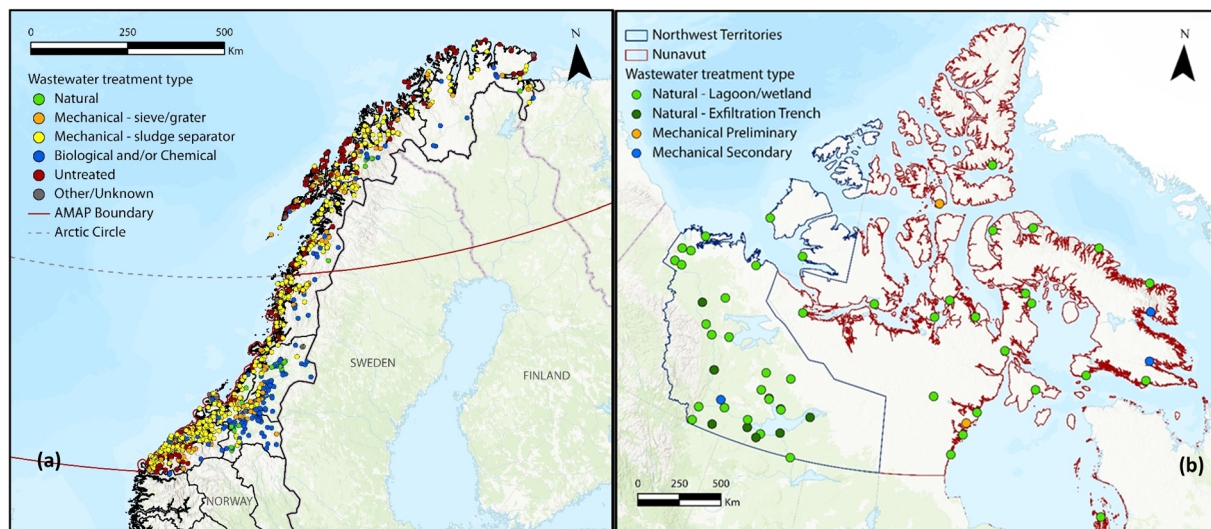 0 250 500
Km
N
Wastewater treatment type
Natural
Mechanical - sieve/grater
Mechanical - sludge separator
Biological and/or Chemical
Untreated
Other/Unknown
AMAP Boundary
Arctic Circle
SWEDEN
FINLAND
NORWAY
(a)
Northwest Territories
Nunavut
Wastewater treatment type
Natural - Lagoon/wetland
Natural - Exfiltration Trench
Mechanical Preliminary
Mechanical Secondary
N
0 250 500
Km
(b)